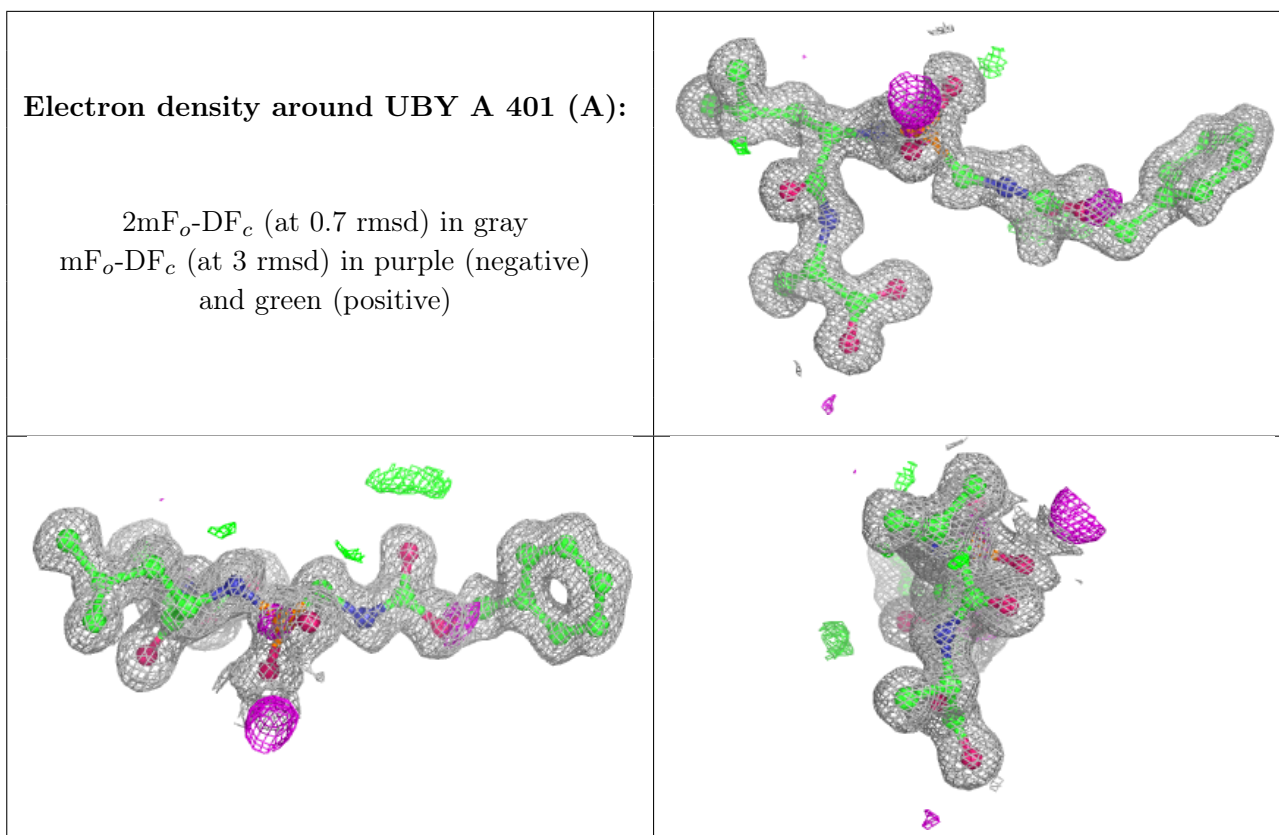 Electron density around UBY A 401 (A):
2mFo-DFc (at 0.7 rmsd) in gray
mFo-DFc (at 3 rmsd) in purple (negative)
and green (positive)